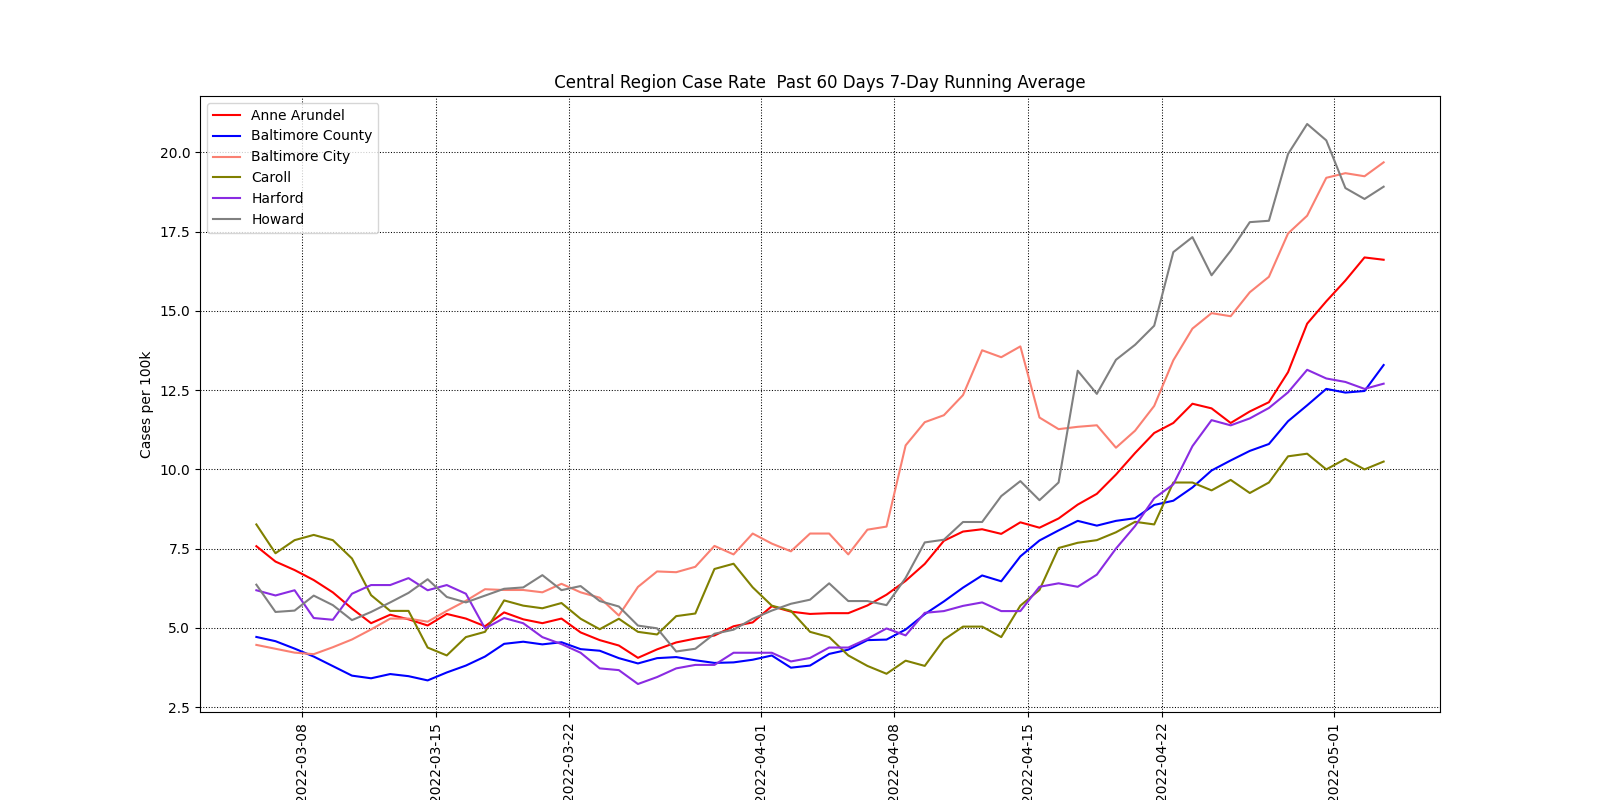 Central Region Case Rate  Past 60 Days 7-Day Running Average
Anne Arundel
Baltimore County
Baltimore City
Caroll
Harford
Howard
Cases per 100k
20.0
17.5
15.0
12.5
10.0
7.5
5.0
2.5
2022-03-08
2022-03-15
2022-03-22
2022-04-01
2022-04-08
2022-04-15
2022-04-22
2022-05-01